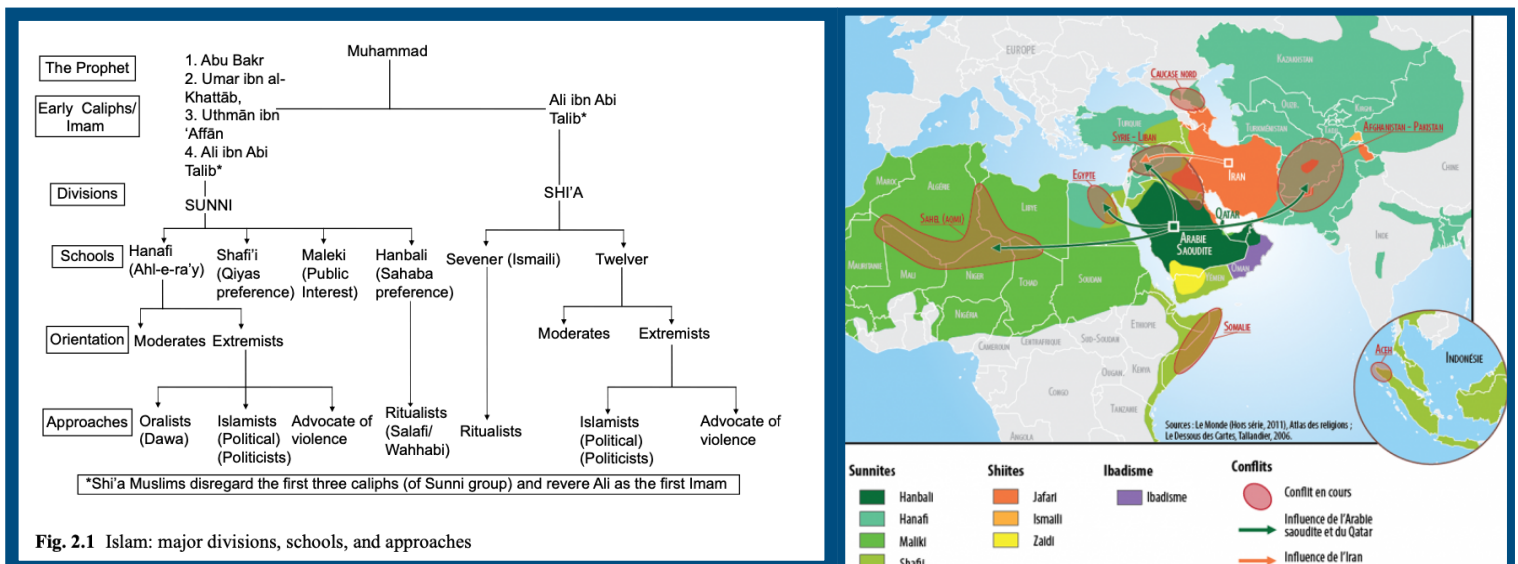 Muhammad
The Prophet
Early Caliphs/
Imam
1. Abu Bakr
2. Umar ibn al-
Khattāb,
3. Uthmān ibn
‘Affān
4. Ali ibn Abi
Talib*
Ali ibn Abi
Talib*
Divisions
SUNNI
SHI’A
Schools
Hanafi
(Ahl-e-ra’y)
Shafi’i
(Qiyas
preference)
Maleki
(Public
Interest)
Hanbali
(Sahaba
preference)
Sevener (Ismaili)
Twelver
Orientation
Moderates
Extremists
Moderates
Extremists
Approaches
Oralists
(Dawa)
Islamists
(Political)
(Politicists)
Advocate of
violence
Ritualists
(Salafi/
Wahhabi)
Ritualists
Islamists
(Political)
(Politicists)
Advocate of
violence
*Shi’a Muslims disregard the first three caliphs (of Sunni group) and revere Ali as the first Imam
Fig. 2.1 Islam: major divisions, schools, and approaches
EUROPE
KAZAKHSTAN
CAUCASE NORD
OUZB.
KIRGHI.
TURQUIE
TURKMÉNISTAN
TADJ.
AFGHANISTAN – PAKISTAN
SYRIE – LIBAN
CHINE
IRAN
MAROC
ALGÉRIE
EGYPTE
LIBYE
QATAR
SAHEL (AQMI)
ARABIE
SAOUDITE
INDE
MAURITANIE
MALI
NIGER
TCHAD
SOUDAN
OMAN
YÉMEN
NIGÉRIA
ETHIOPIE
SOMALIE
CAMEROUN
CENTRAFRIQUE
SUD-SOUDAN
OUGAN.
KENYA
CONGO
TANZANIE
ANGOLA
ACEH
INDONÉSIE
Sources : Le Monde (Hors série, 2011), Atlas des religions ;
Le Dessous des Cartes, Tallandier, 2006.
Sunnites
Hanbali
Hanafi
Maliki
Shafii
Shiites
Jafari
Ismaili
Zaidi
Ibadisme
Ibadisme
Conflits
Conflit en cours
Influence de l’Arabie
saoudite et du Qatar
Influence de l’Iran